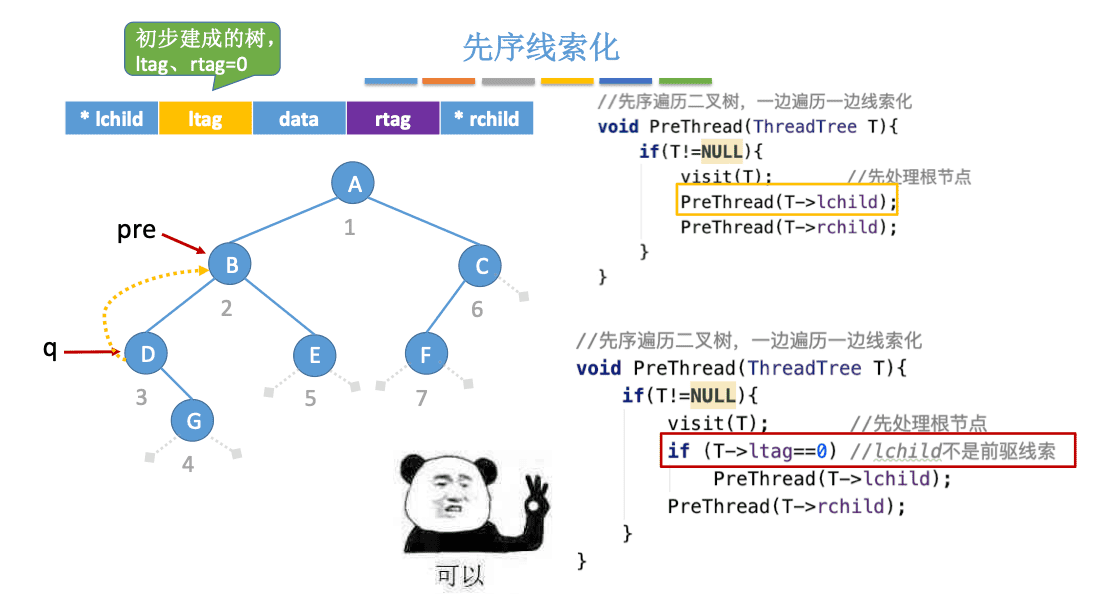 初步建成的树，
ltag、rtag=0
先序线索化
* lchild ltag data rtag * rchild
A
1
pre
B
2
C
6
q
D
3
E
5
F
7
G
4
//先序遍历二叉树，一边遍历一边线索化
void PreThread(ThreadTree T){
if(T!=NULL){
visit(T); //先处理根节点
PreThread(T->lchild);
PreThread(T->rchild);
}
}
//先序遍历二叉树，一边遍历一边线索化
void PreThread(ThreadTree T){
if(T!=NULL){
visit(T); //先处理根节点
if (T->ltag==0) //lchild不是前驱线索
PreThread(T->lchild);
PreThread(T->rchild);
}
}
可以